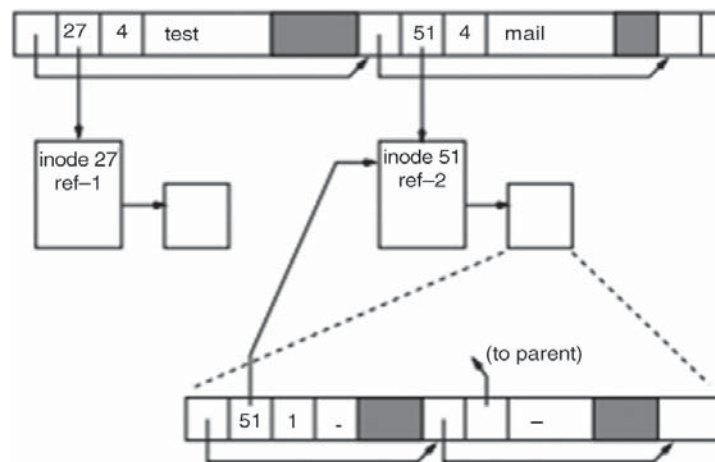 27 4 test 51 4 mail
inode 27
ref–1
inode 51
ref–2
(to parent)
51 1 - –